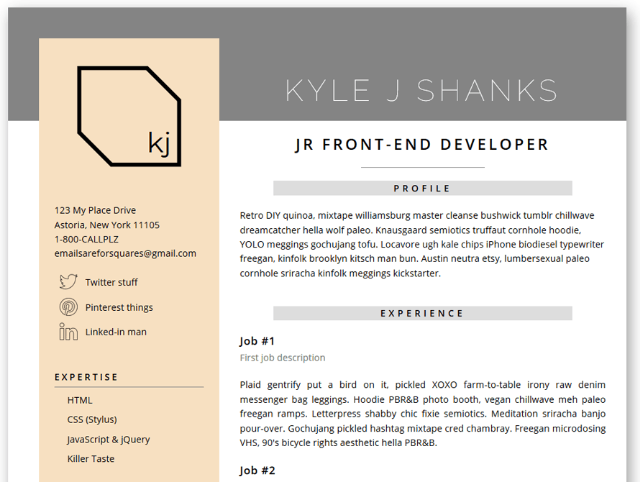 KYLE J SHANKS
kj
JR FRONT-END DEVELOPER
123 My Place Drive
Astoria, New York 11105
1-800-CALLPLZ
emailsareforsquares@gmail.com
Twitter stuff
Pinterest things
Linked-in man
EXPERTISE
HTML
CSS (Stylus)
JavaScript & jQuery
Killer Taste
PROFILE
Retro DIY quinoa, mixtape williamsburg master cleanse bushwick tumblr chillwave
dreamcatcher hella wolf paleo. Knausgaard semiotics truffaut cornhole hoodie,
YOLO meggings gochujang tofu. Locavore ugh kale chips iPhone biodiesel typewriter
freegan, kinfolk brooklyn kitsch man bun. Austin neutra etsy, lumbersexual paleo
cornhole sriracha kinfolk meggings kickstarter.
EXPERIENCE
Job #1
First job description
Plaid gentrify put a bird on it, pickled XOXO farm-to-table irony raw denim
messenger bag leggings. Hoodie PBR&B photo booth, vegan chillwave meh paleo
freegan ramps. Letterpress shabby chic fixie semiotics. Meditation sriracha banjo
pour-over. Gochujang pickled hashtag mixtape cred chambray. Freegan microdosing
VHS, 90's bicycle rights aesthetic hella PBR&B.
Job #2